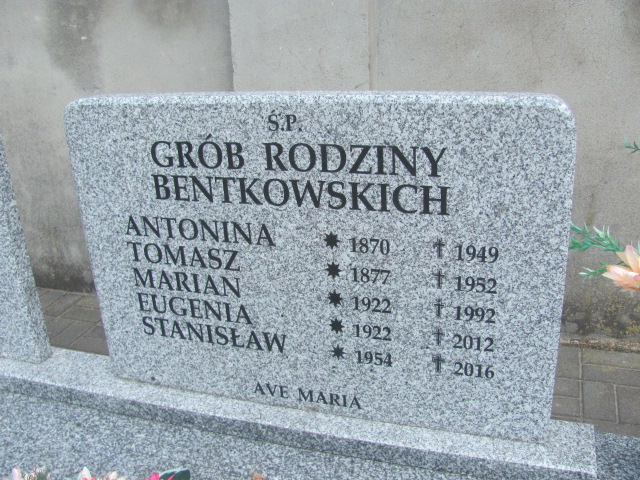 Ś.P.
GRÓB RODZINY
BENTKOWSKICH
ANTONINA ✷ 1870 ✝ 1949
TOMASZ ✷ 1877 ✝ 1952
MARIAN ✷ 1922 ✝ 1992
EUGENIA ✷ 1922 ✝ 2012
STANISŁAW ✷ 1954 ✝ 2016
AVE MARIA